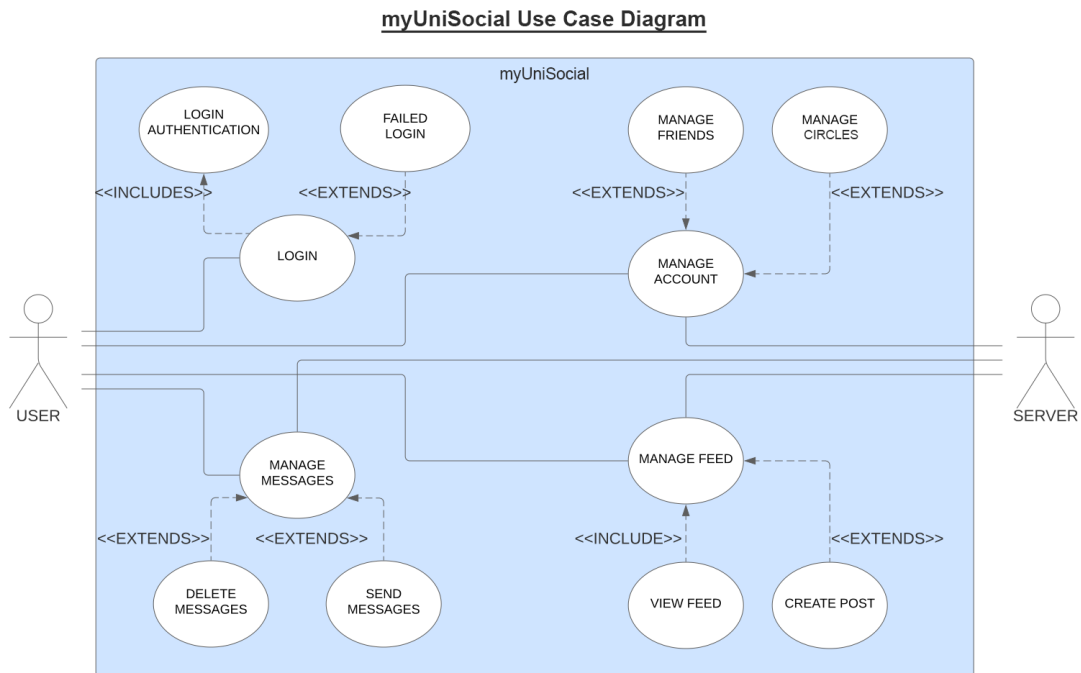 myUniSocial Use Case Diagram
myUniSocial
LOGIN
AUTHENTICATION
FAILED
LOGIN
MANAGE
FRIENDS
MANAGE
CIRCLES
<<INCLUDES>>
<<EXTENDS>>
<<EXTENDS>>
<<EXTENDS>>
LOGIN
MANAGE
ACCOUNT
USER
SERVER
MANAGE
MESSAGES
MANAGE FEED
<<EXTENDS>>
<<EXTENDS>>
<<INCLUDE>>
<<EXTENDS>>
DELETE
MESSAGES
SEND
MESSAGES
VIEW FEED
CREATE POST